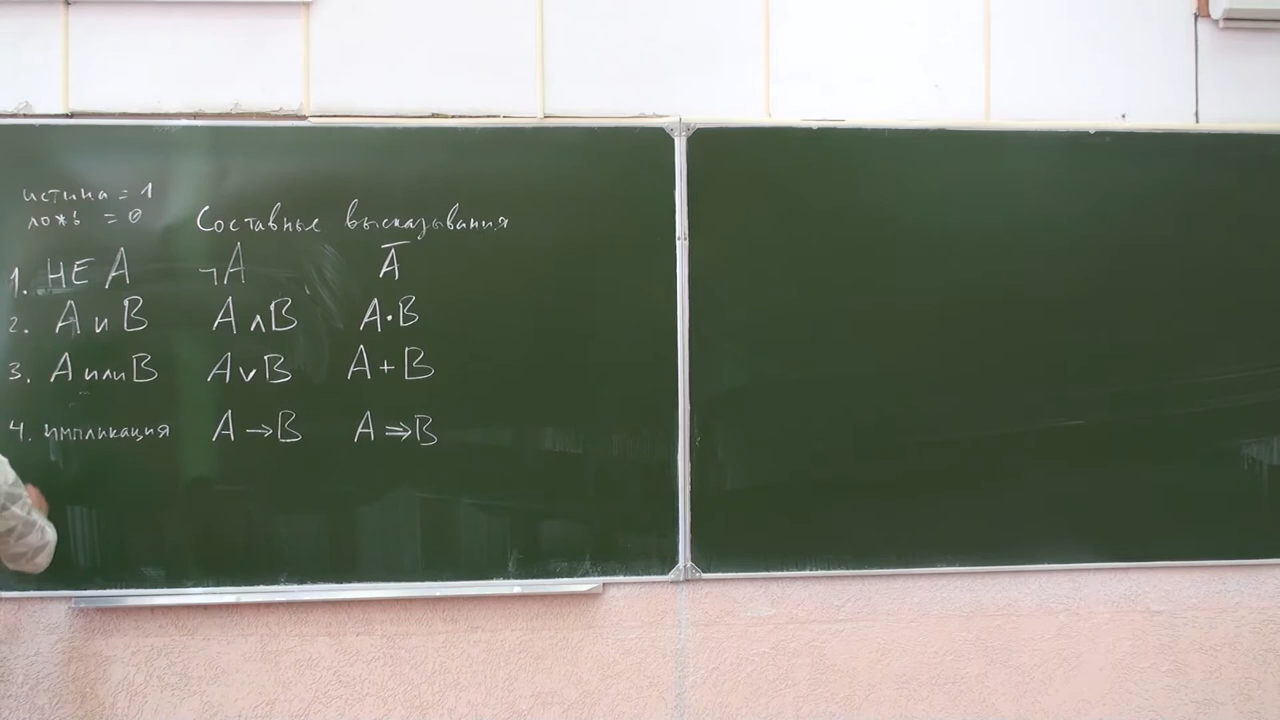 истина = 1
ложь = 0
Составные высказывания
1. НЕ A ¬A A̅
2. A и B A ∧ B A · B
3. A или B A ∨ B A + B
4. импликация A → B A ⇒ B